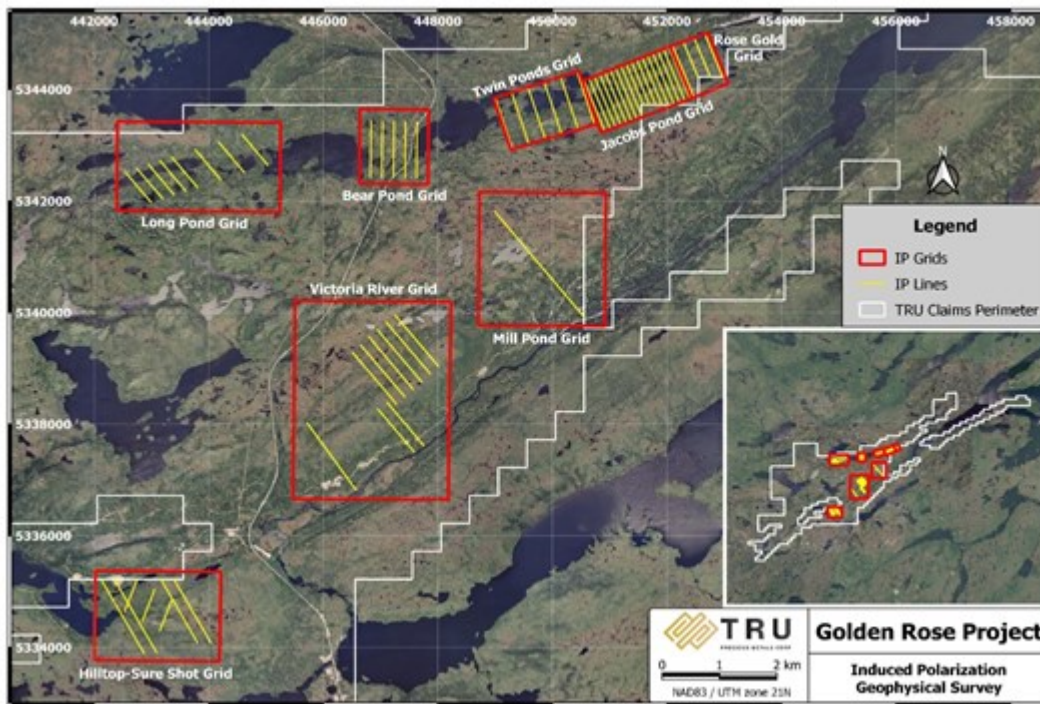 442000
444000
446000
448000
450000
452000
454000
456000
458000
5344000
5342000
5340000
5338000
5336000
5334000
Rose Gold
Grid
Twin Ponds Grid
Jacobs Pond Grid
Bear Pond Grid
Long Pond Grid
Victoria River Grid
Mill Pond Grid
Hilltop-Sure Shot Grid
N
Legend
IP Grids
IP Lines
TRU Claims Perimeter
TRU
PRECIOUS METALS CORP
0 1 2 km
NAD83 / UTM zone 21N
Golden Rose Project
Induced Polarization
Geophysical Survey